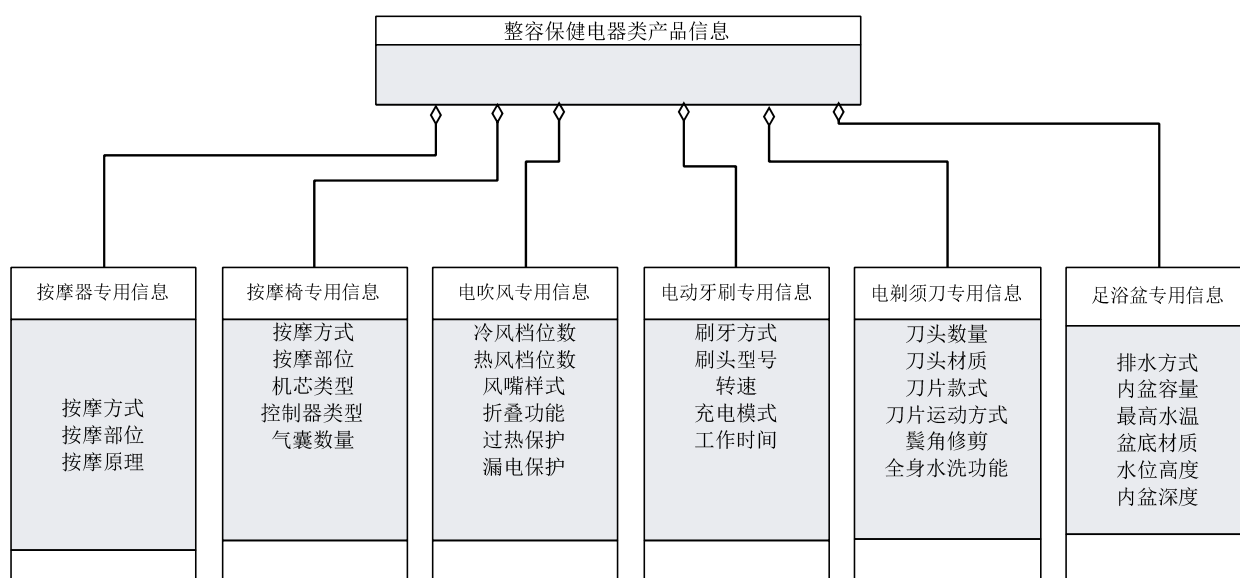 整容保健电器类产品信息
按摩器专用信息
按摩方式
按摩部位
按摩原理
按摩椅专用信息
按摩方式
按摩部位
机芯类型
控制器类型
气囊数量
电吹风专用信息
冷风档位数
热风档位数
风嘴样式
折叠功能
过热保护
漏电保护
电动牙刷专用信息
刷牙方式
刷头型号
转速
充电模式
工作时间
电剃须刀专用信息
刀头数量
刀头材质
刀片款式
刀片运动方式
鬓角修剪
全身水洗功能
足浴盆专用信息
排水方式
内盆容量
最高水温
盆底材质
水位高度
内盆深度